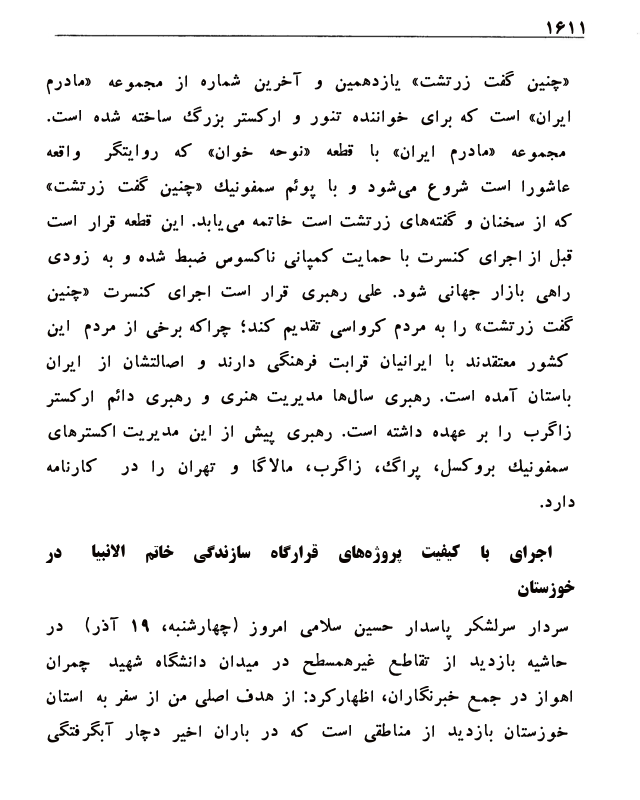 ۱۶۱۱
«چنین گفت زرتشت» یازدهمین و آخرین شماره از مجموعه «مادرم
ایران» است که برای خواننده تنور و ارکستر بزرگ ساخته شده است.
مجموعه «مادرم ایران» با قطعه «نوحه خوان» که روایتگر واقعه
عاشورا است شروع می‌شود و با پوئم سمفونیك «چنین گفت زرتشت»
که از سخنان و گفته‌های زرتشت است خاتمه می‌یابد. این قطعه قرار است
قبل از اجرای کنسرت با حمایت کمپانی ناکسوس ضبط شده و به زودی
راهی بازار جهانی شود. علی رهبری قرار است اجرای کنسرت «چنین
گفت زرتشت» را به مردم کرواسی تقدیم کند؛ چراکه برخی از مردم این
کشور معتقدند با ایرانیان قرابت فرهنگی دارند و اصالتشان از ایران
باستان آمده است. رهبری سال‌ها مدیریت هنری و رهبری دائم ارکستر
زاگرب را بر عهده داشته است. رهبری پیش از این مدیریت اکسترهای
سمفونیك بروکسل، پراگ، زاگرب، مالاگا و تهران را در کارنامه
دارد.
اجرای با کیفیت پروژه‌های قرارگاه سازندگی خاتم الانبیا در
خوزستان
سردار سرلشکر پاسدار حسین سلامی امروز (چهارشنبه، ۱۹ آذر) در
حاشیه بازدید از تقاطع غیرهمسطح در میدان دانشگاه شهید چمران
اهواز در جمع خبرنگاران، اظهارکرد: از هدف اصلی من از سفر به استان
خوزستان بازدید از مناطقی است که در باران اخیر دچار آبگرفتگی